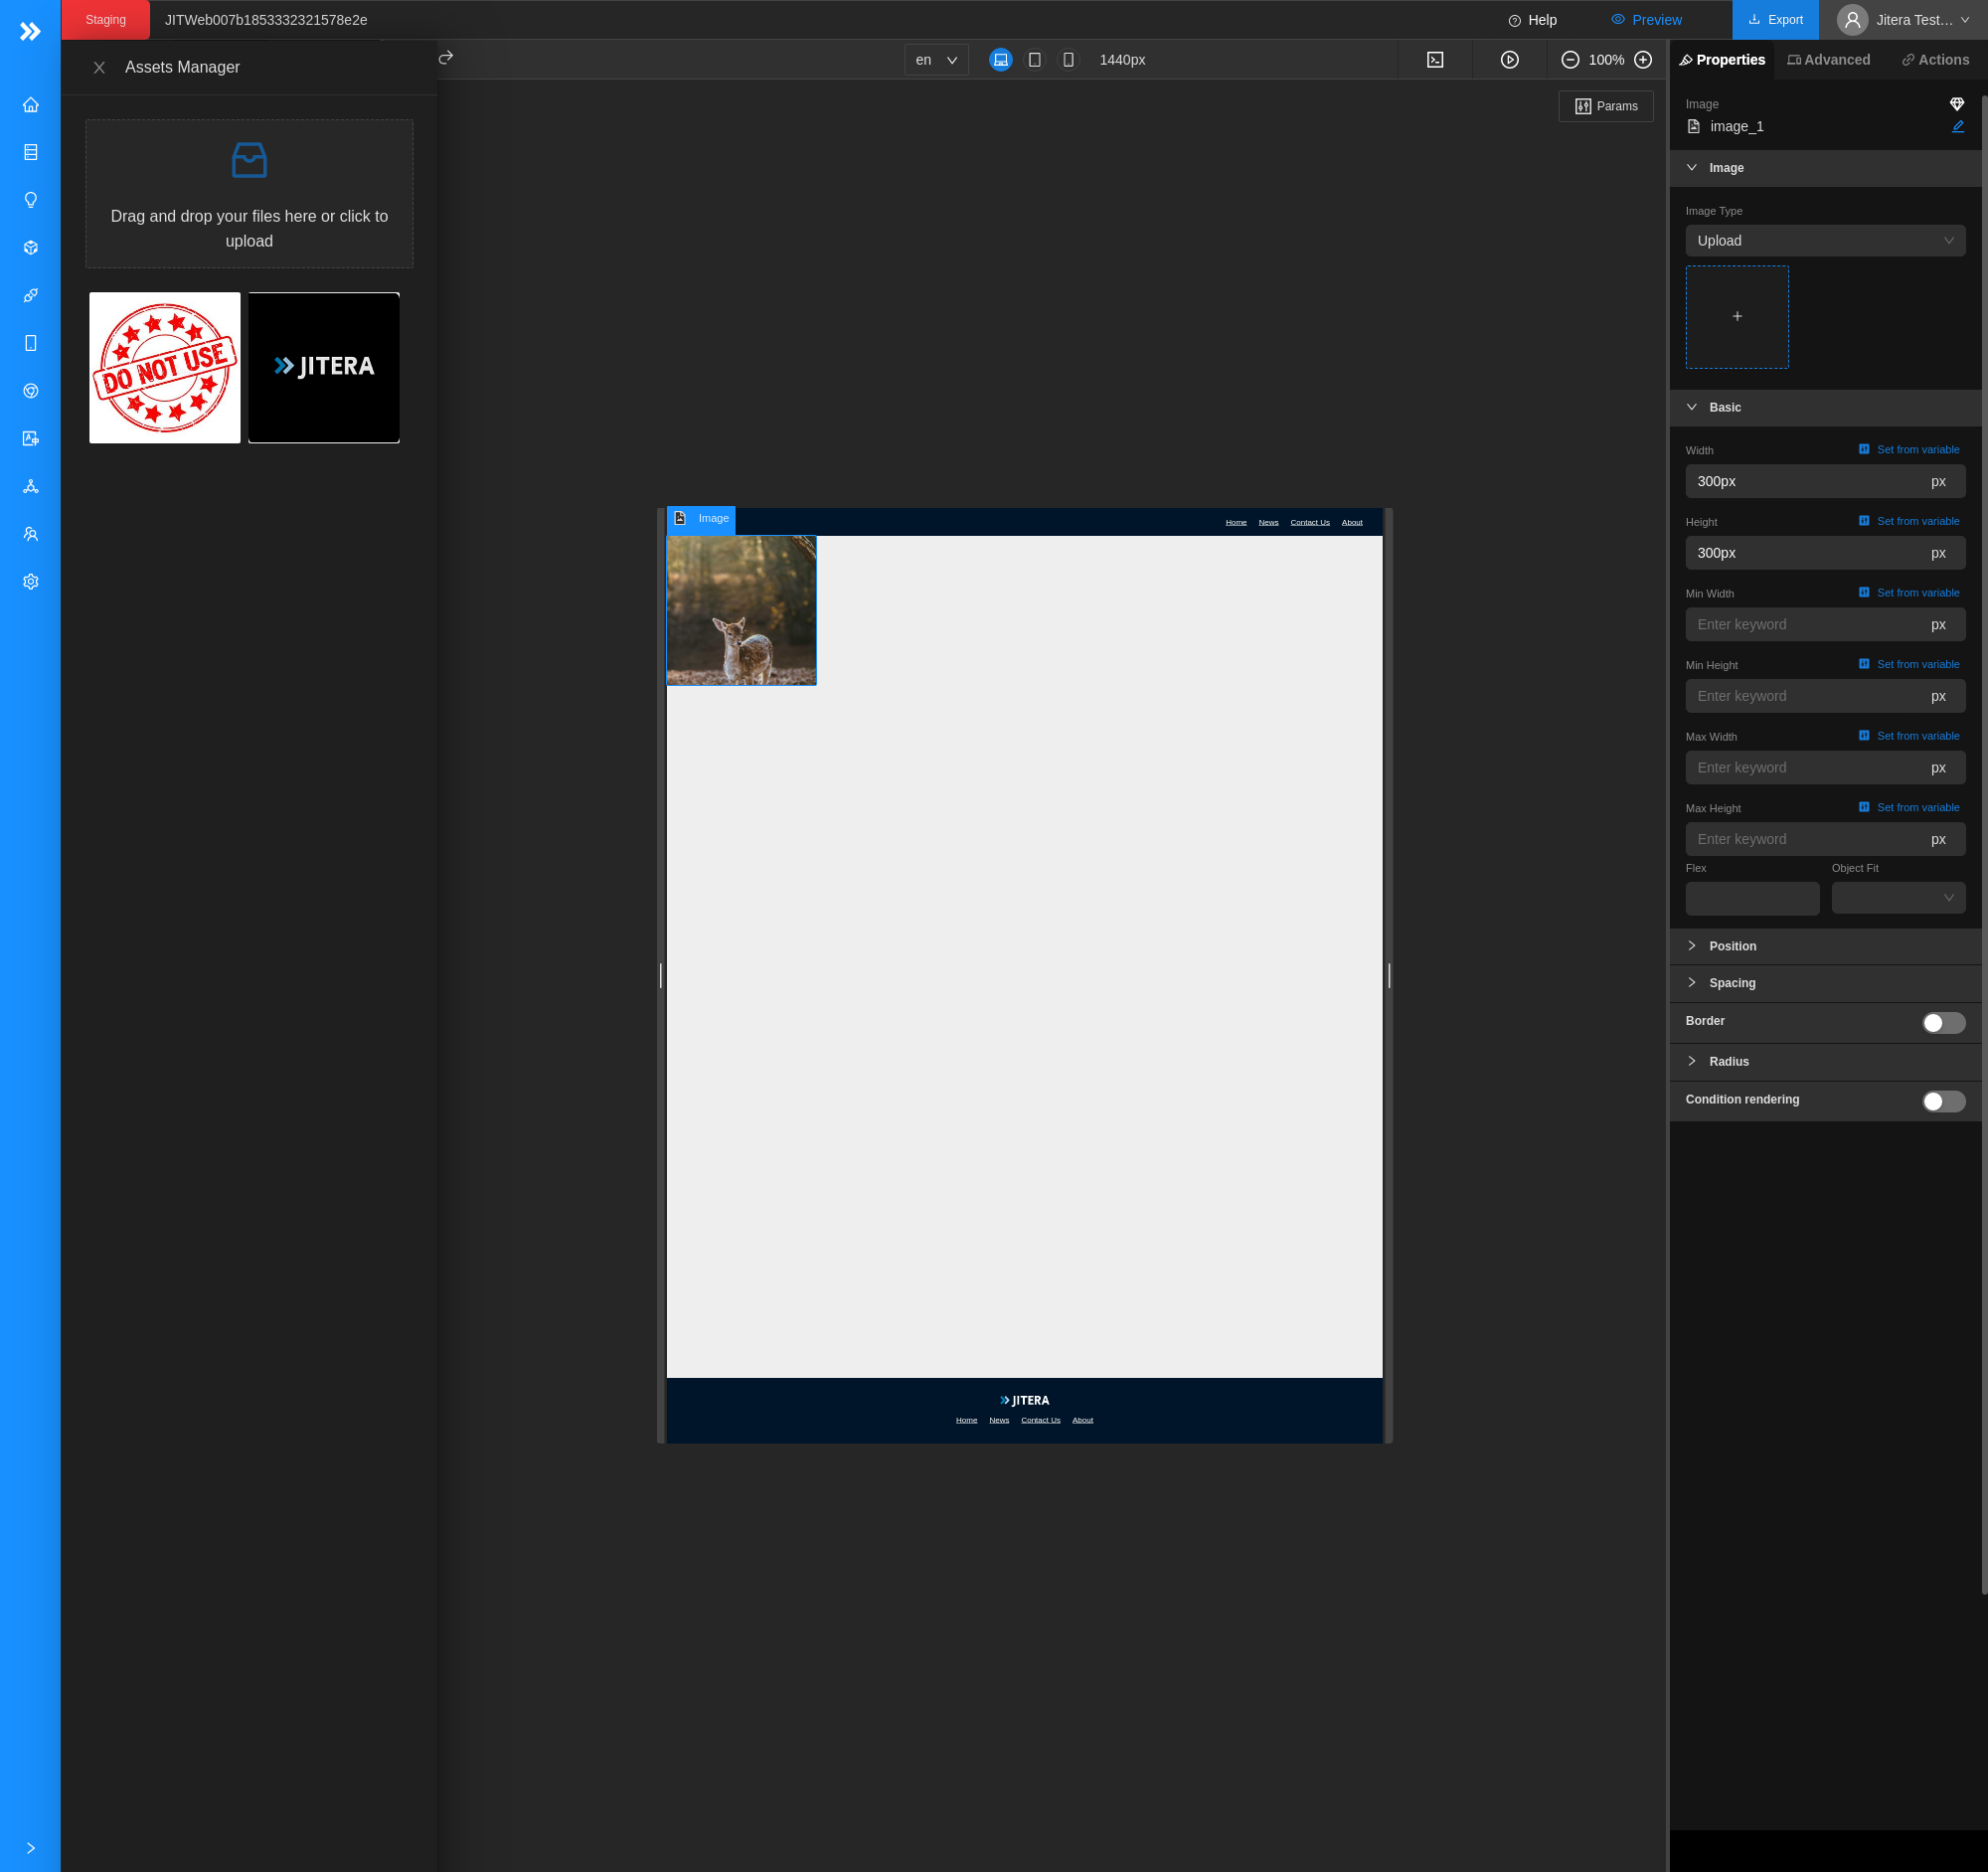 Staging
JITWeb007b1853332321578e2e
Help
Preview
Export
Jitera Test...
Assets Manager
en
1440px
100%
Properties
Advanced
Actions
Params
Drag and drop your files here or click to
upload
DO NOT USE
JITERA
Image
Home
News
Contact Us
About
JITERA
Home
News
Contact Us
About
Image
image_1
Image
Image Type
Upload
Basic
Width
Set from variable
300px
px
Height
Set from variable
300px
px
Min Width
Set from variable
Enter keyword
px
Min Height
Set from variable
Enter keyword
px
Max Width
Set from variable
Enter keyword
px
Max Height
Set from variable
Enter keyword
px
Flex
Object Fit
Position
Spacing
Border
Radius
Condition rendering